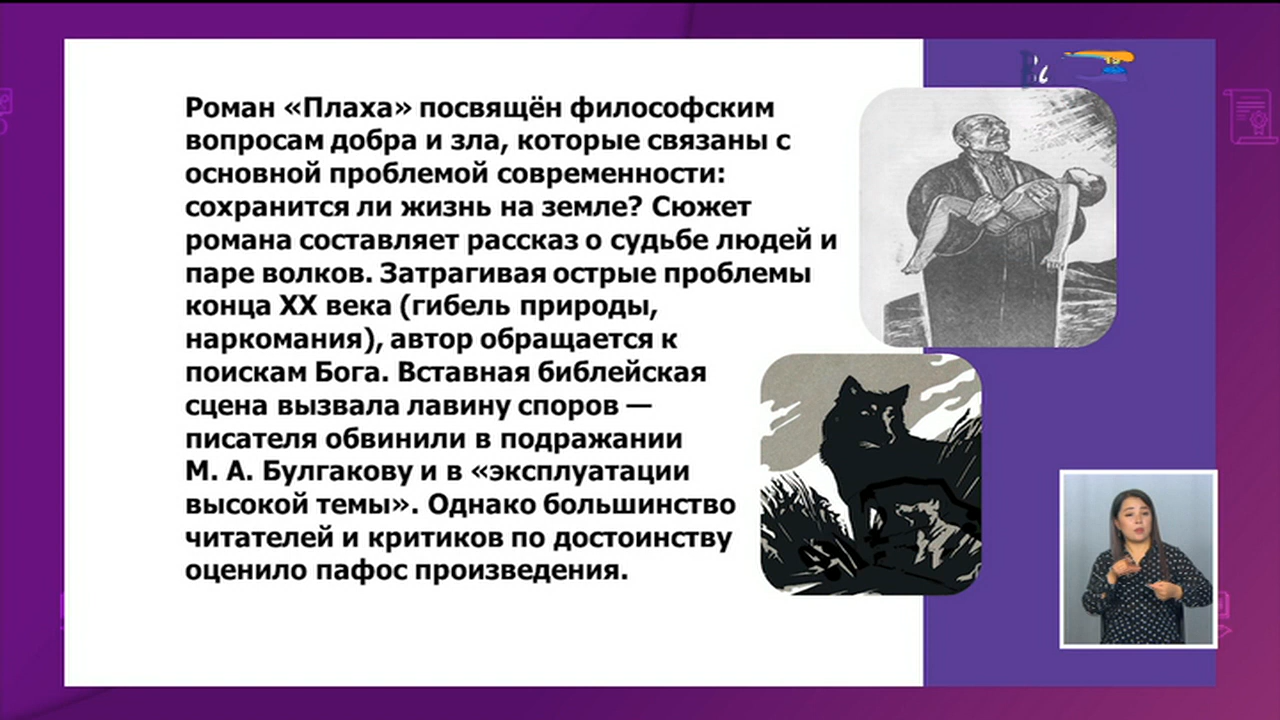 Роман «Плаха» посвящён философским
вопросам добра и зла, которые связаны с
основной проблемой современности:
сохранится ли жизнь на земле? Сюжет
романа составляет рассказ о судьбе людей и
паре волков. Затрагивая острые проблемы
конца XX века (гибель природы,
наркомания), автор обращается к
поискам Бога. Вставная библейская
сцена вызвала лавину споров —
писателя обвинили в подражании
М. А. Булгакову и в «эксплуатации
высокой темы». Однако большинство
читателей и критиков по достоинству
оценило пафос произведения.